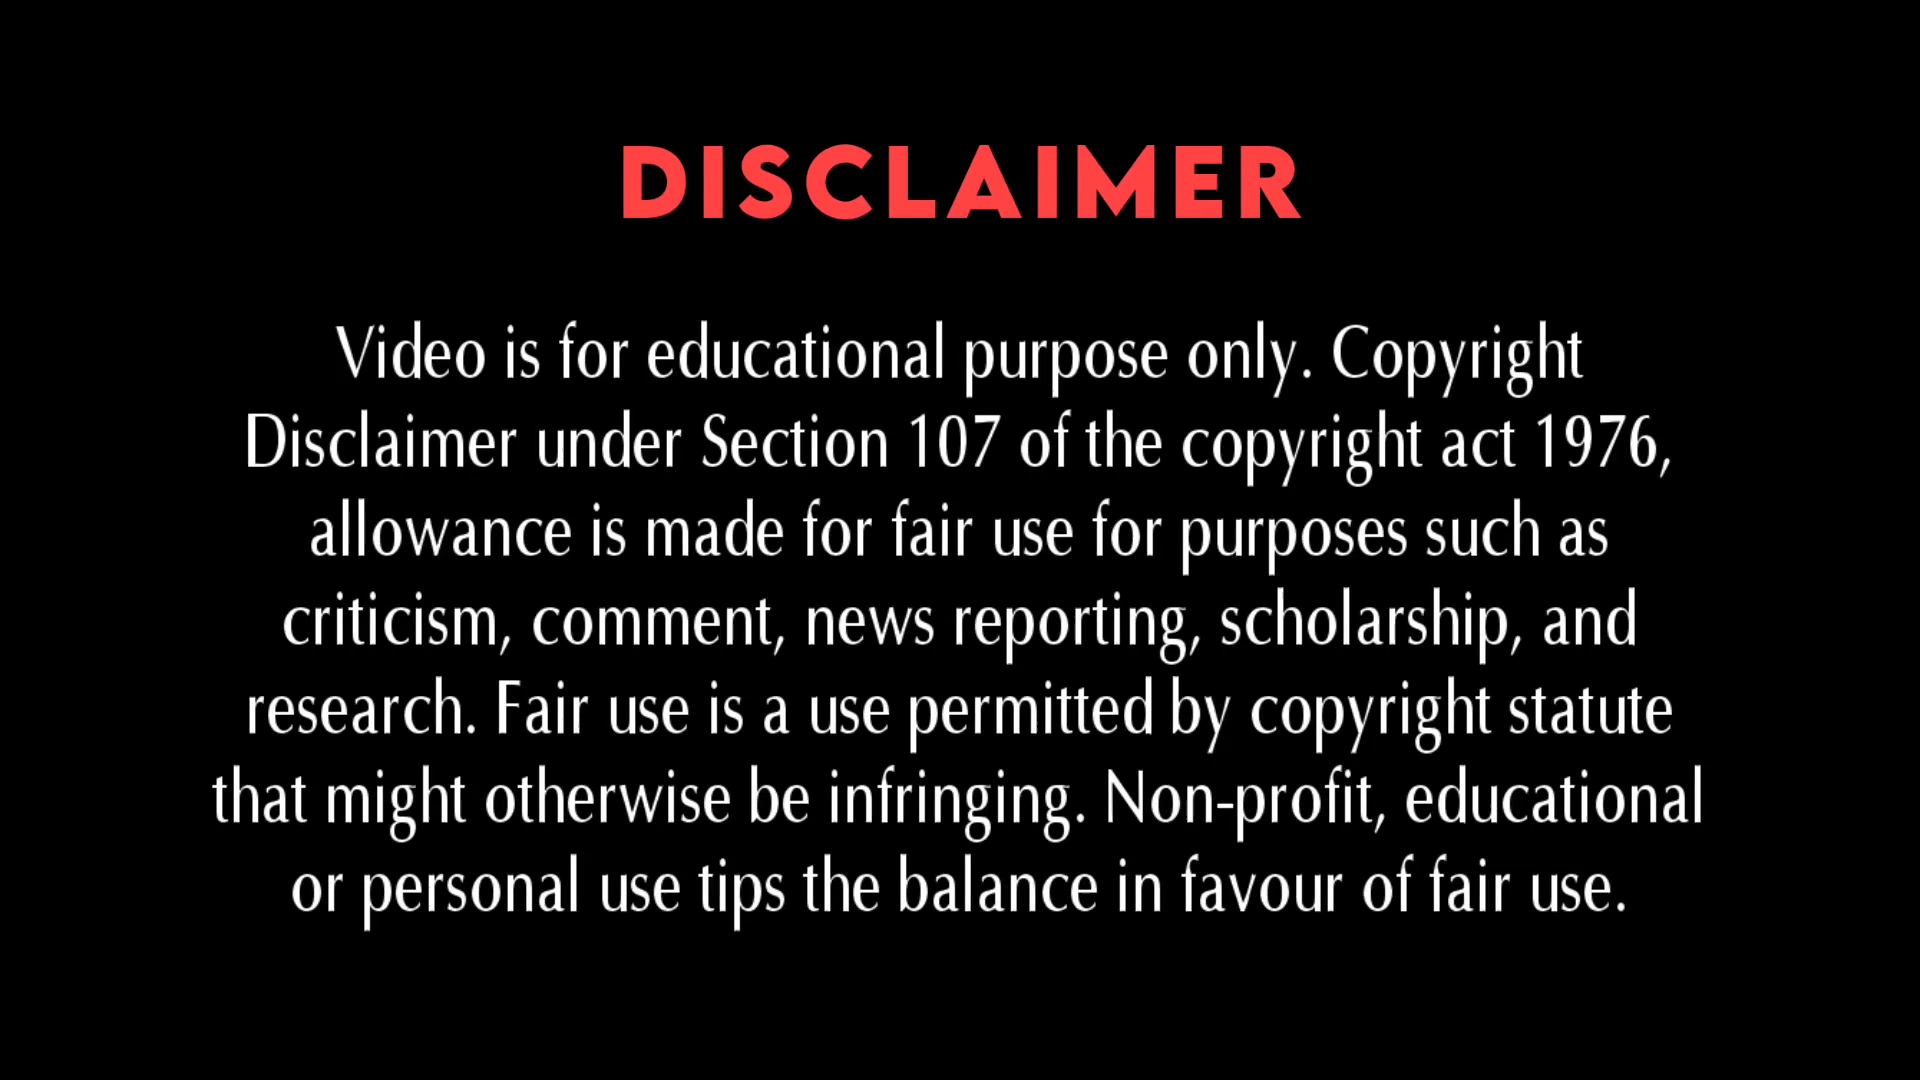 DISCLAIMER
Video is for educational purpose only. Copyright
Disclaimer under Section 107 of the copyright act 1976,
allowance is made for fair use for purposes such as
criticism, comment, news reporting, scholarship, and
research. Fair use is a use permitted by copyright statute
that might otherwise be infringing. Non-profit, educational
or personal use tips the balance in favour of fair use.